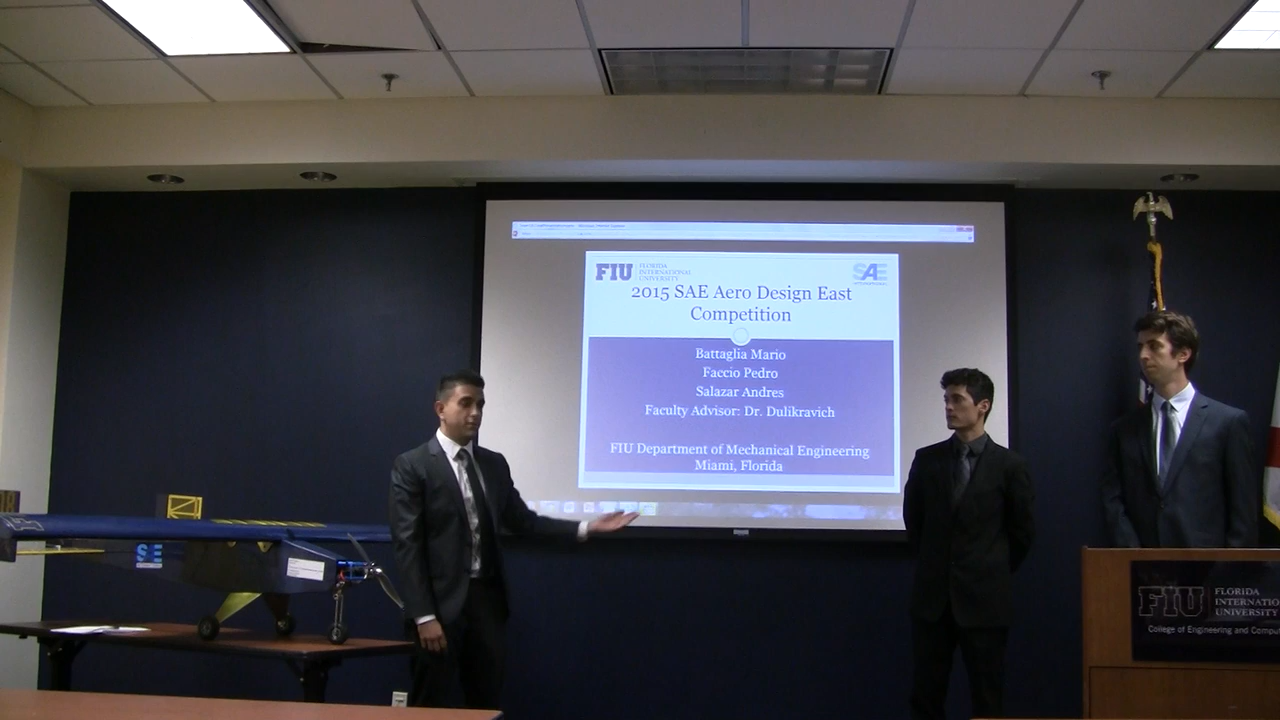 FIU FLORIDA
INTERNATIONAL
UNIVERSITY
SAE
2015 SAE Aero Design East
Competition
Battaglia Mario
Faccio Pedro
Salazar Andres
Faculty Advisor: Dr. Dulikravich
FIU Department of Mechanical Engineering
Miami, Florida
SAE
FIU FLORIDA
INTERNATIONA
UNIVERSITY
College of Engineering and Compu